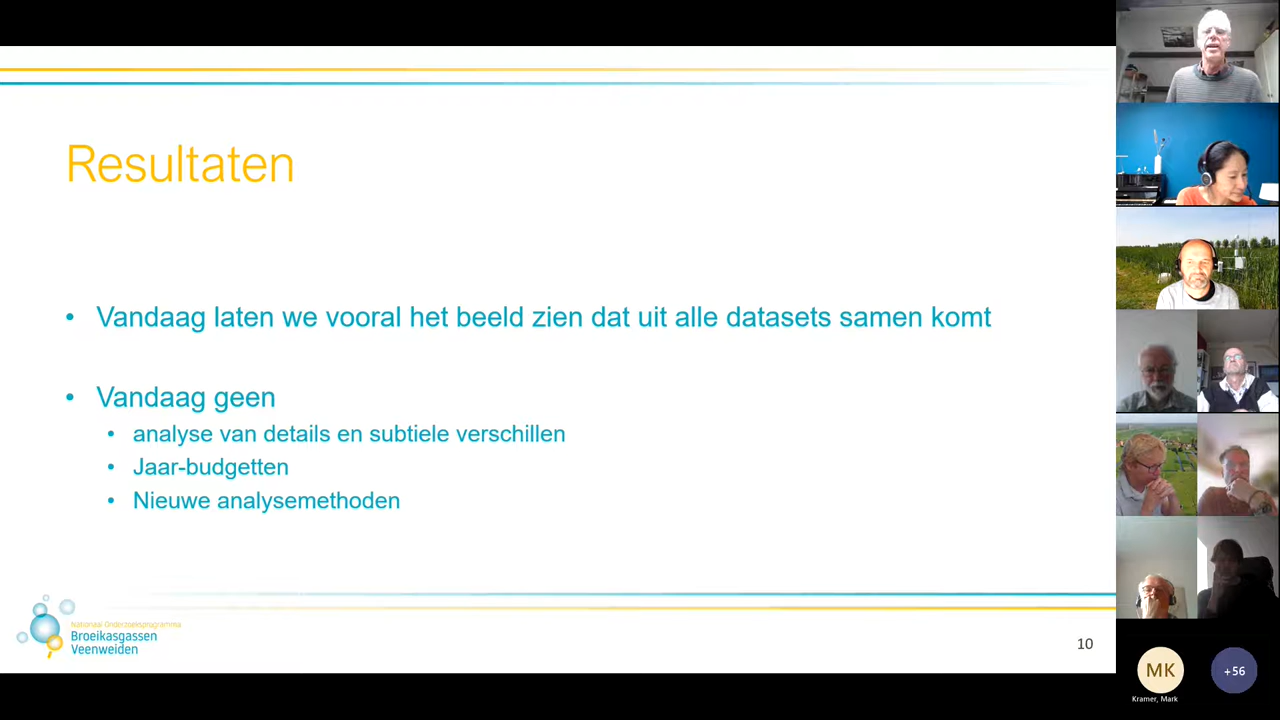 Resultaten
• Vandaag laten we vooral het beeld zien dat uit alle datasets samen komt
• Vandaag geen
• analyse van details en subtiele verschillen
• Jaar-budgetten
• Nieuwe analysemethoden
Nationaal Onderzoeksprogramma
Broeikasgassen
Veenweiden
10
MK
+56
Kramer, Mark